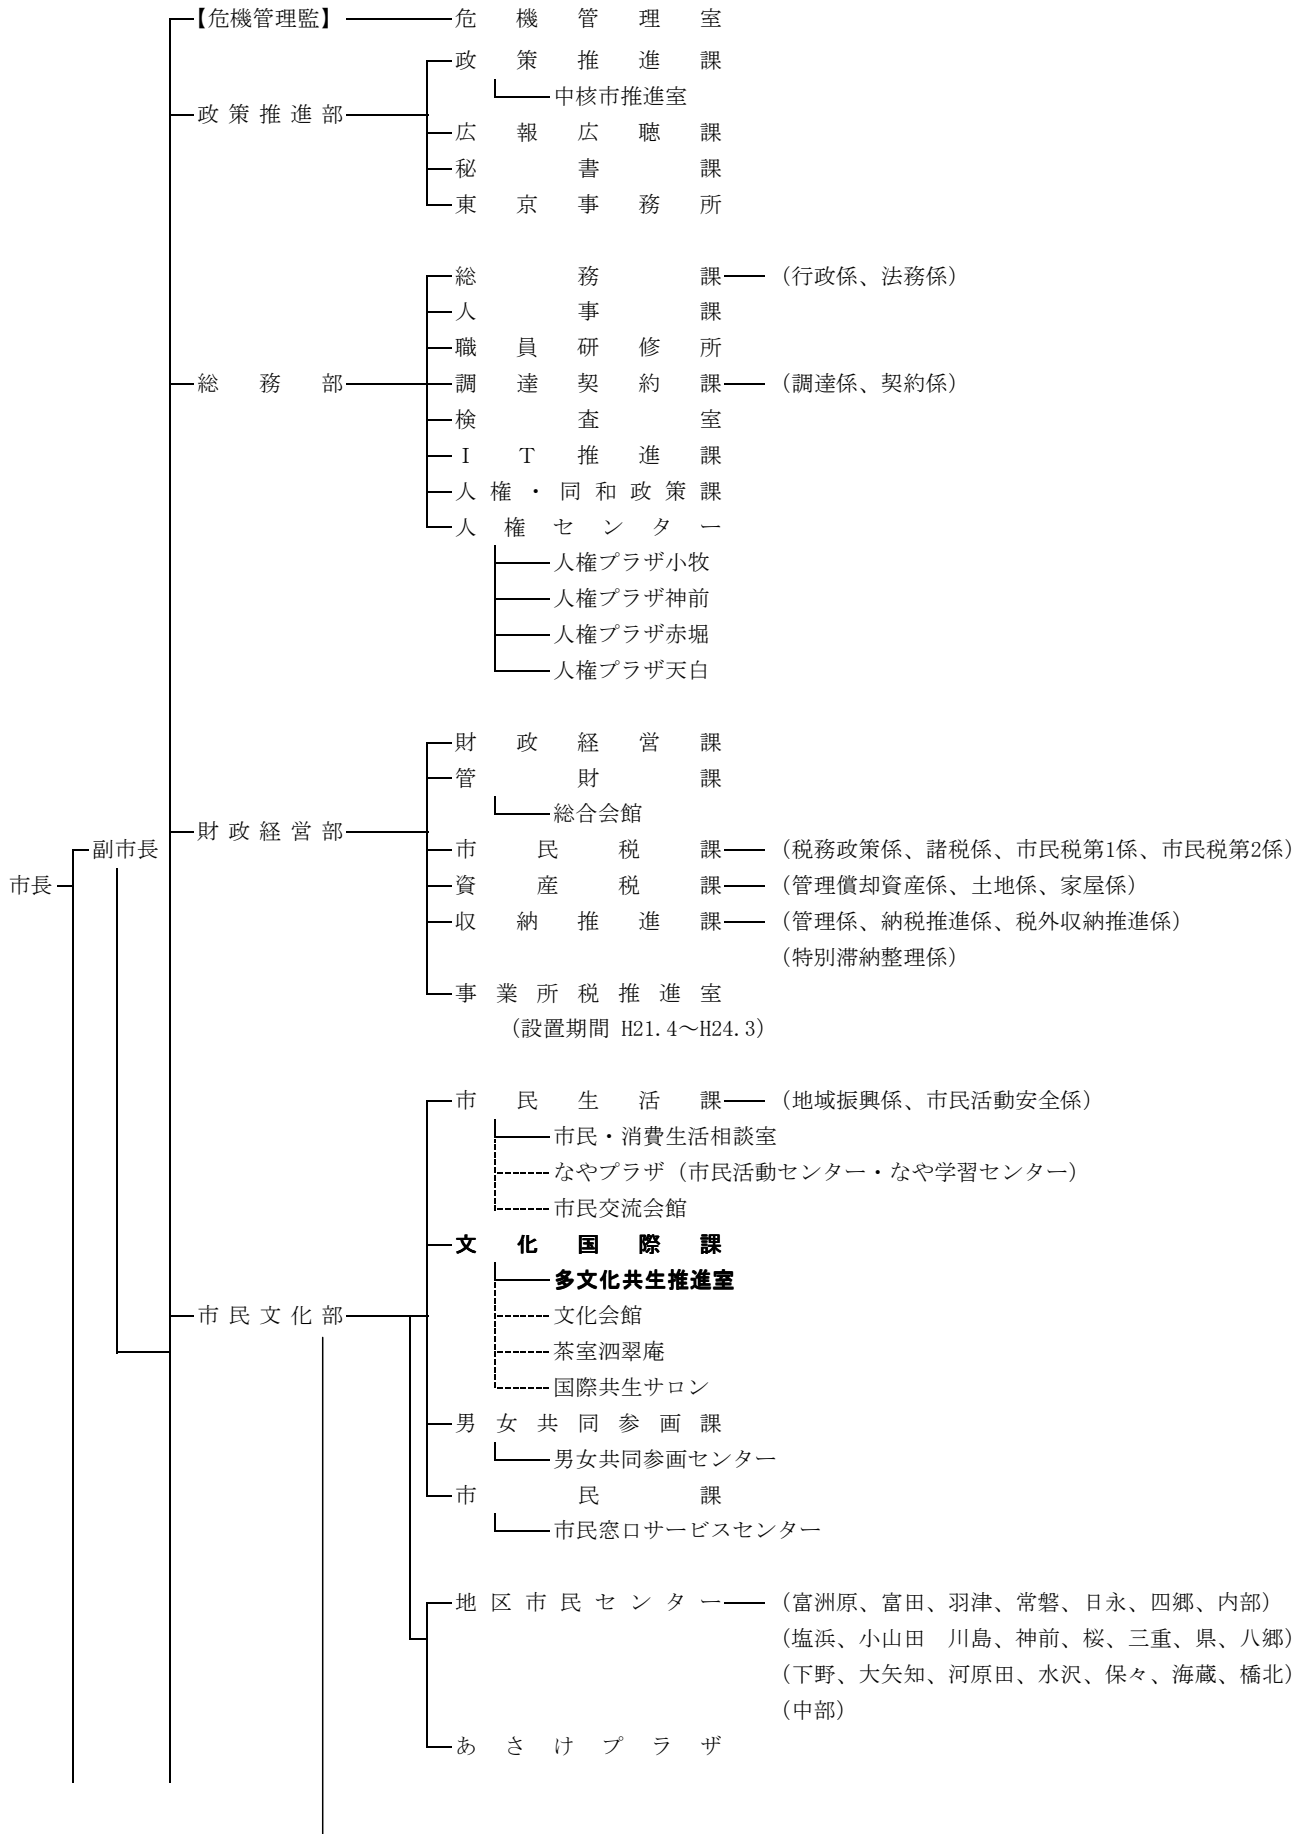 【危機管理監】 危機管理室
政策推進課
中核市推進室
政策推進部
広報広聴課
秘書課
東京事務所
総務課 (行政係、法務係)
人事課
職員研修所
総務部 調達契約課 (調達係、契約係)
検査室
ＩＴ推進課
人権・同和政策課
人権センター
人権プラザ小牧
人権プラザ神前
人権プラザ赤堀
人権プラザ天白
財政経営課
管財課
総合会館
財政経営部
副市長 市民税課 (税務政策係、諸税係、市民税第1係、市民税第2係)
市長 資産税課 (管理償却資産係、土地係、家屋係)
収納推進課 (管理係、納税推進係、税外収納推進係)
(特別滞納整理係)
事業所税推進室
(設置期間 H21.4～H24.3)
市民生活課 (地域振興係、市民活動安全係)
市民・消費生活相談室
なやプラザ (市民活動センター・なや学習センター)
市民交流会館
文化国際課
多文化共生推進室
市民文化部 文化会館
茶室泗翠庵
国際共生サロン
男女共同参画課
男女共同参画センター
市民課
市民窓口サービスセンター
地区市民センター (富洲原、富田、羽津、常磐、日永、四郷、内部)
(塩浜、小山田　川島、神前、桜、三重、県、八郷)
(下野、大矢知、河原田、水沢、保々、海蔵、橋北)
(中部)
あさけプラザ